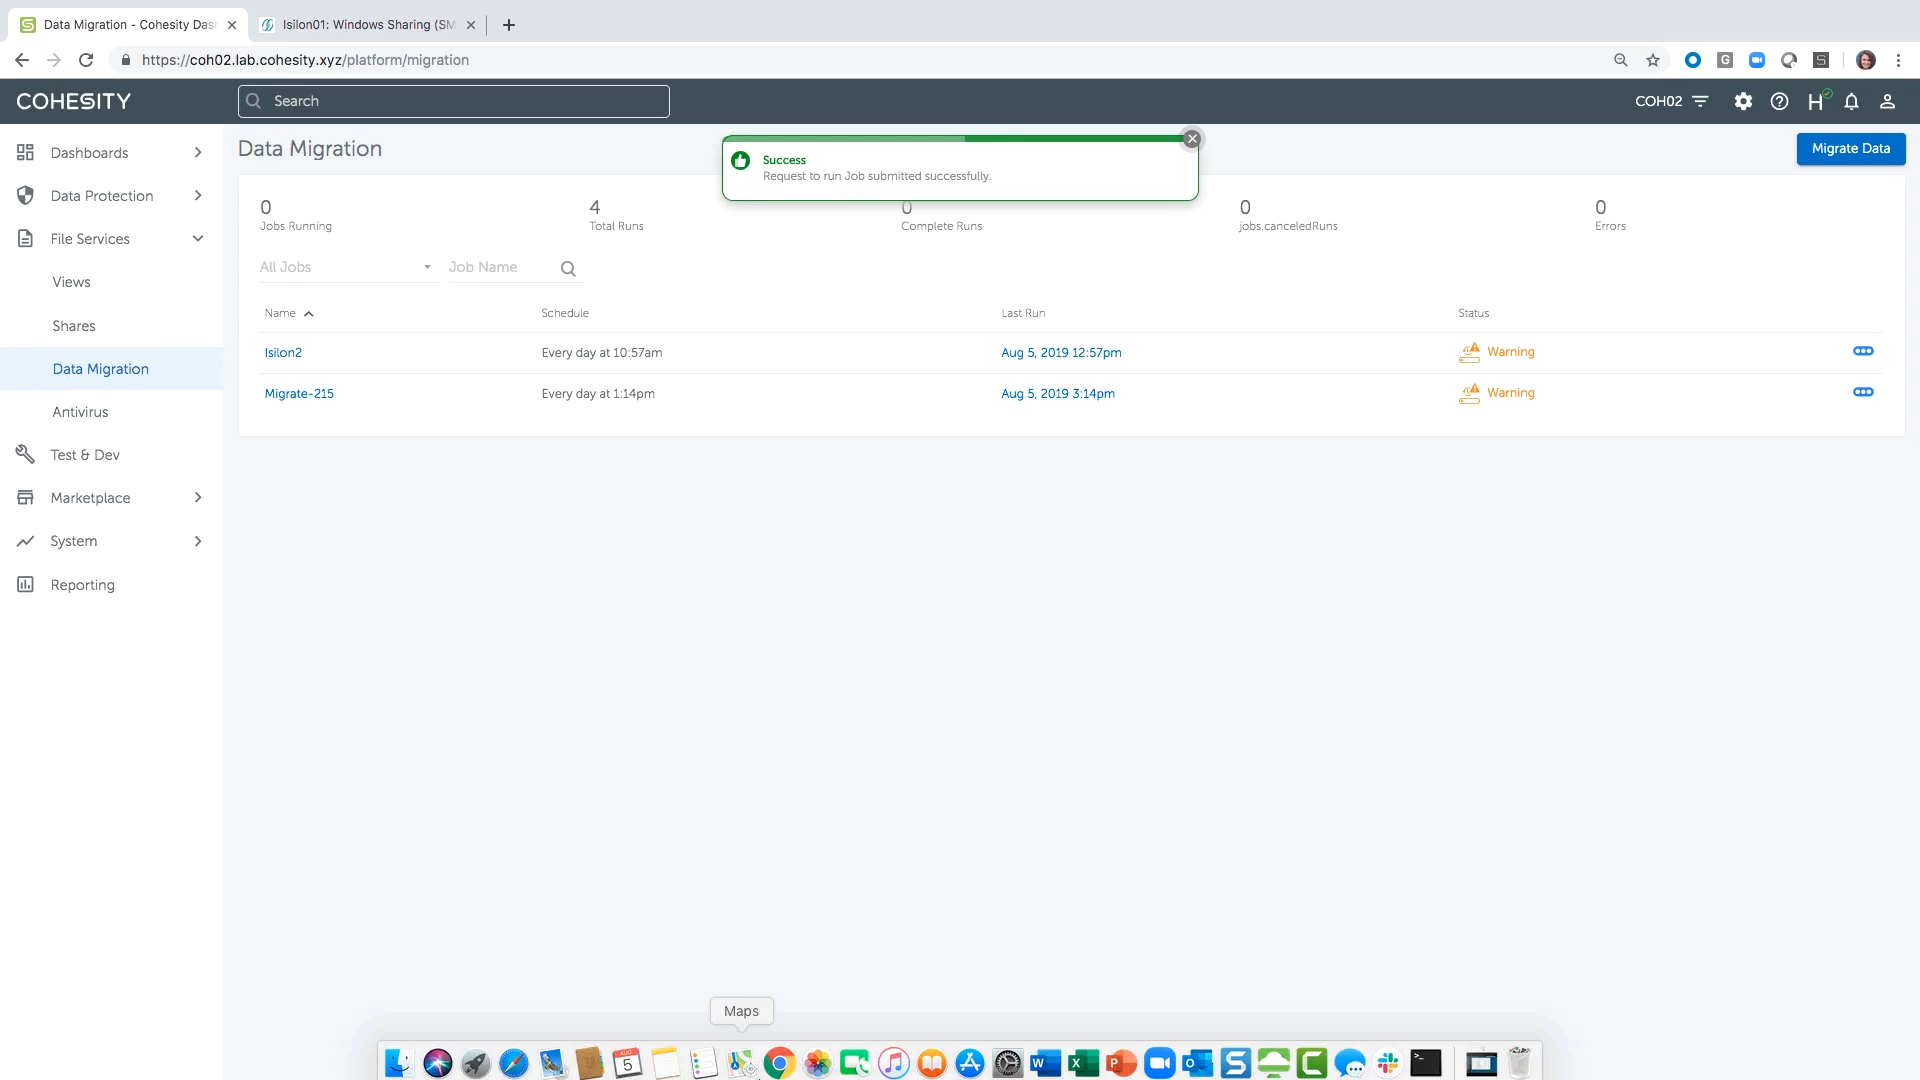 Data Migration - Cohesity Das
Isilon01: Windows Sharing (SM
https://coh02.lab.cohesity.xyz/platform/migration
COHESITY
Search
COH02
H
Dashboards
Data Protection
File Services
Views
Shares
Data Migration
Antivirus
Test & Dev
Marketplace
System
Reporting
Data Migration
Migrate Data
Success
Request to run Job submitted successfully.
0
Jobs Running
4
Total Runs
0
Complete Runs
0
jobs.canceledRuns
0
Errors
All Jobs
Job Name
Name Schedule Last Run Status
Isilon2 Every day at 10:57am Aug 5, 2019 12:57pm Warning
Migrate-215 Every day at 1:14pm Aug 5, 2019 3:14pm Warning
Maps
AUG
5
W
X
P
S
C